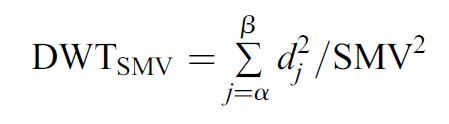 DWT_SMV = ∑_{j=α}^{β} d_j^2/SMV^2